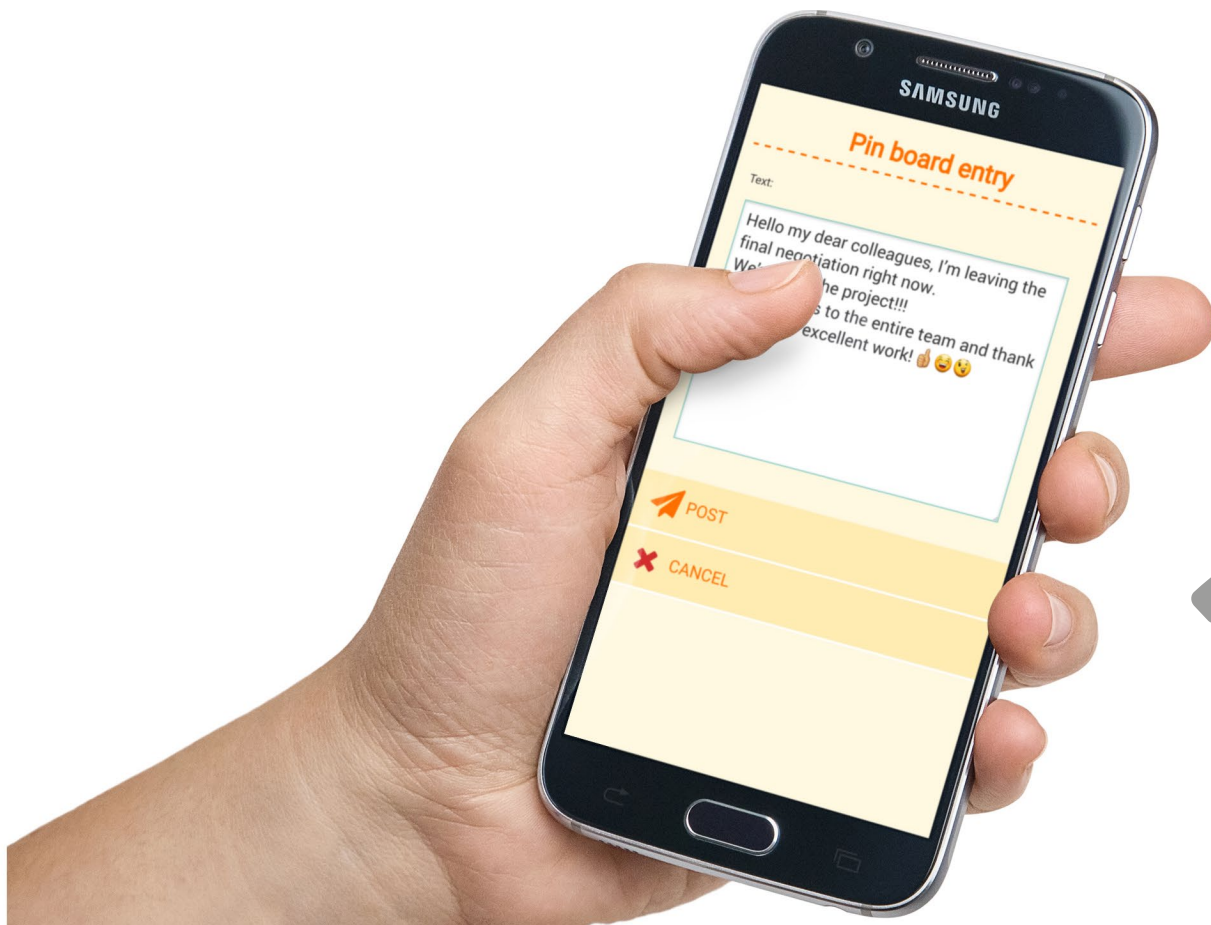 SAMSUNG
Pin board entry
Text:
Hello my dear colleagues, I'm leaving the
final negotiation right now.
he project!!!
s to the entire team and thank
excellent work! 👍😄😲
POST
CANCEL